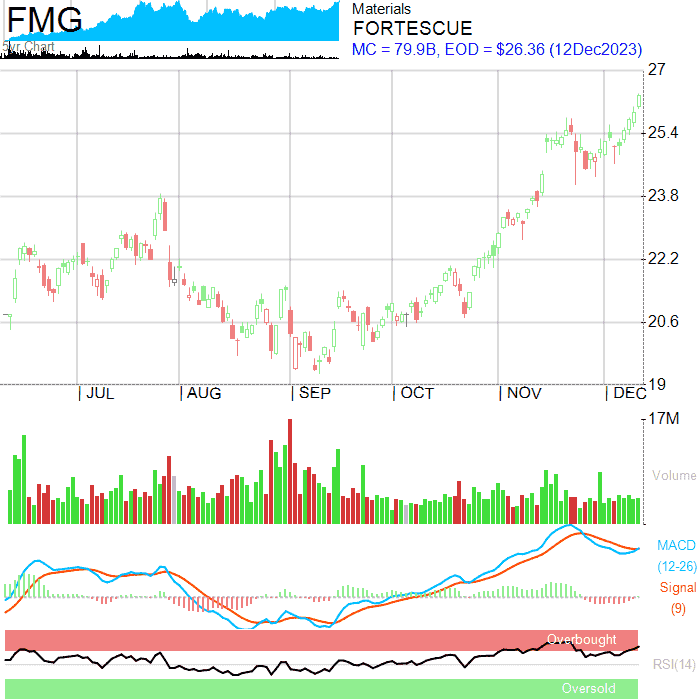 FMG
5yr Chart
Materials
FORTESCUE
MC = 79.9B, EOD = $26.36 (12Dec2023)
27
25.4
23.8
22.2
20.6
19
JUL AUG SEP OCT NOV DEC
17M
Volume
MACD
(12-26)
Signal
(9)
Overbought
RSI(14)
Oversold